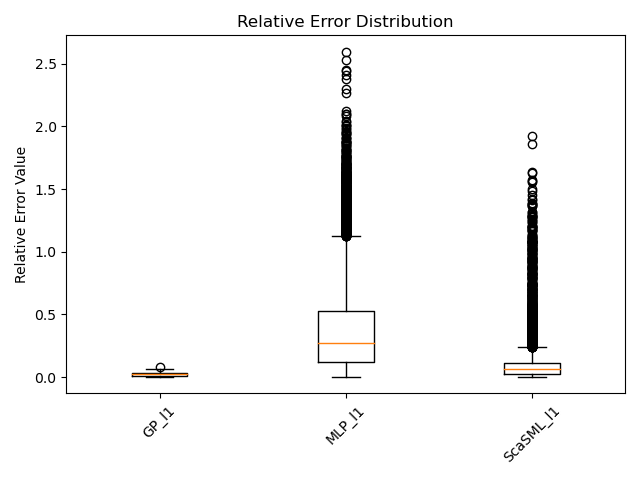 Relative Error Distribution
Relative Error Value
2.5
2.0
1.5
1.0
0.5
0.0
GP_l1
MLP_l1
ScaSML_l1